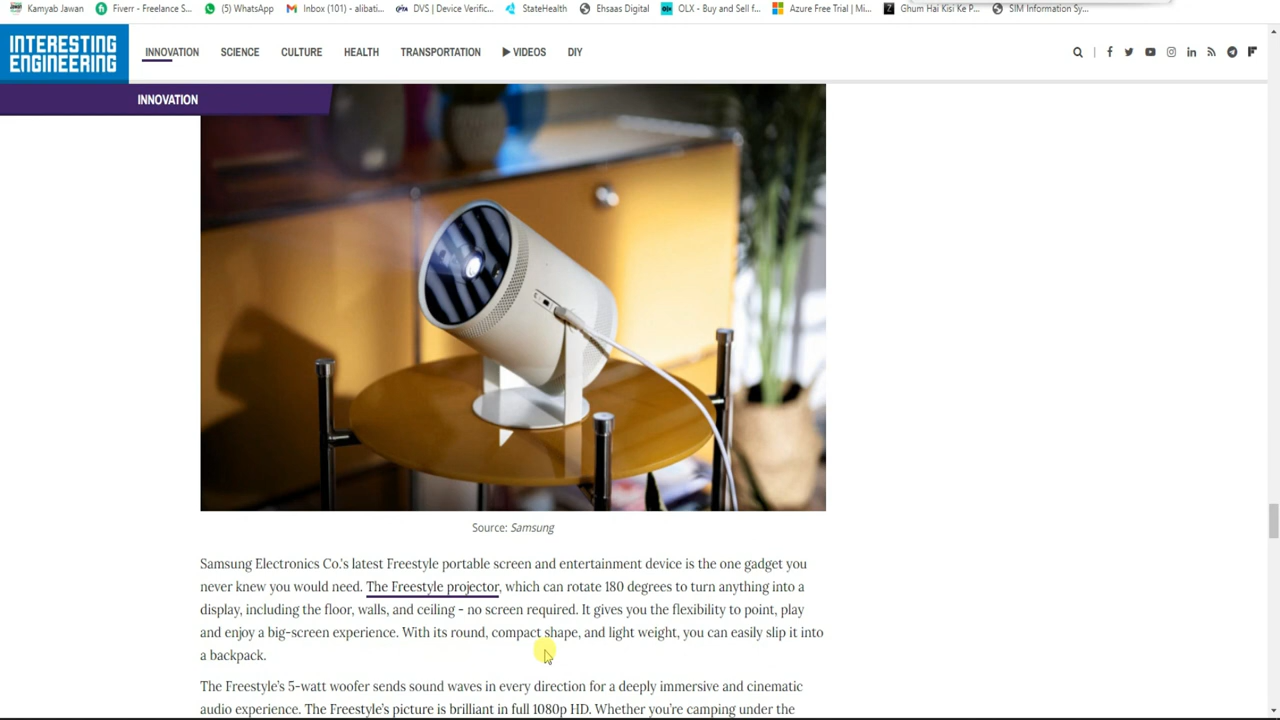 Kamyab Jawan
Fiverr - Freelance S...
(5) WhatsApp
Inbox (101) - alibati...
DVS | Device Verific...
StateHealth
Ehsaas Digital
OLX - Buy and Sell f...
Azure Free Trial | Mi...
Ghum Hai Kisi Ke P...
SIM Information Sy...
INTERESTING
ENGINEERING
INNOVATION
SCIENCE
CULTURE
HEALTH
TRANSPORTATION
VIDEOS
DIY
INNOVATION
Source: Samsung
Samsung Electronics Co.'s latest Freestyle portable screen and entertainment device is the one gadget you
never knew you would need. The Freestyle projector, which can rotate 180 degrees to turn anything into a
display, including the floor, walls, and ceiling - no screen required. It gives you the flexibility to point, play
and enjoy a big-screen experience. With its round, compact shape, and light weight, you can easily slip it into
a backpack.
The Freestyle's 5-watt woofer sends sound waves in every direction for a deeply immersive and cinematic
audio experience. The Freestyle's picture is brilliant in full 1080p HD. Whether you're camping under the